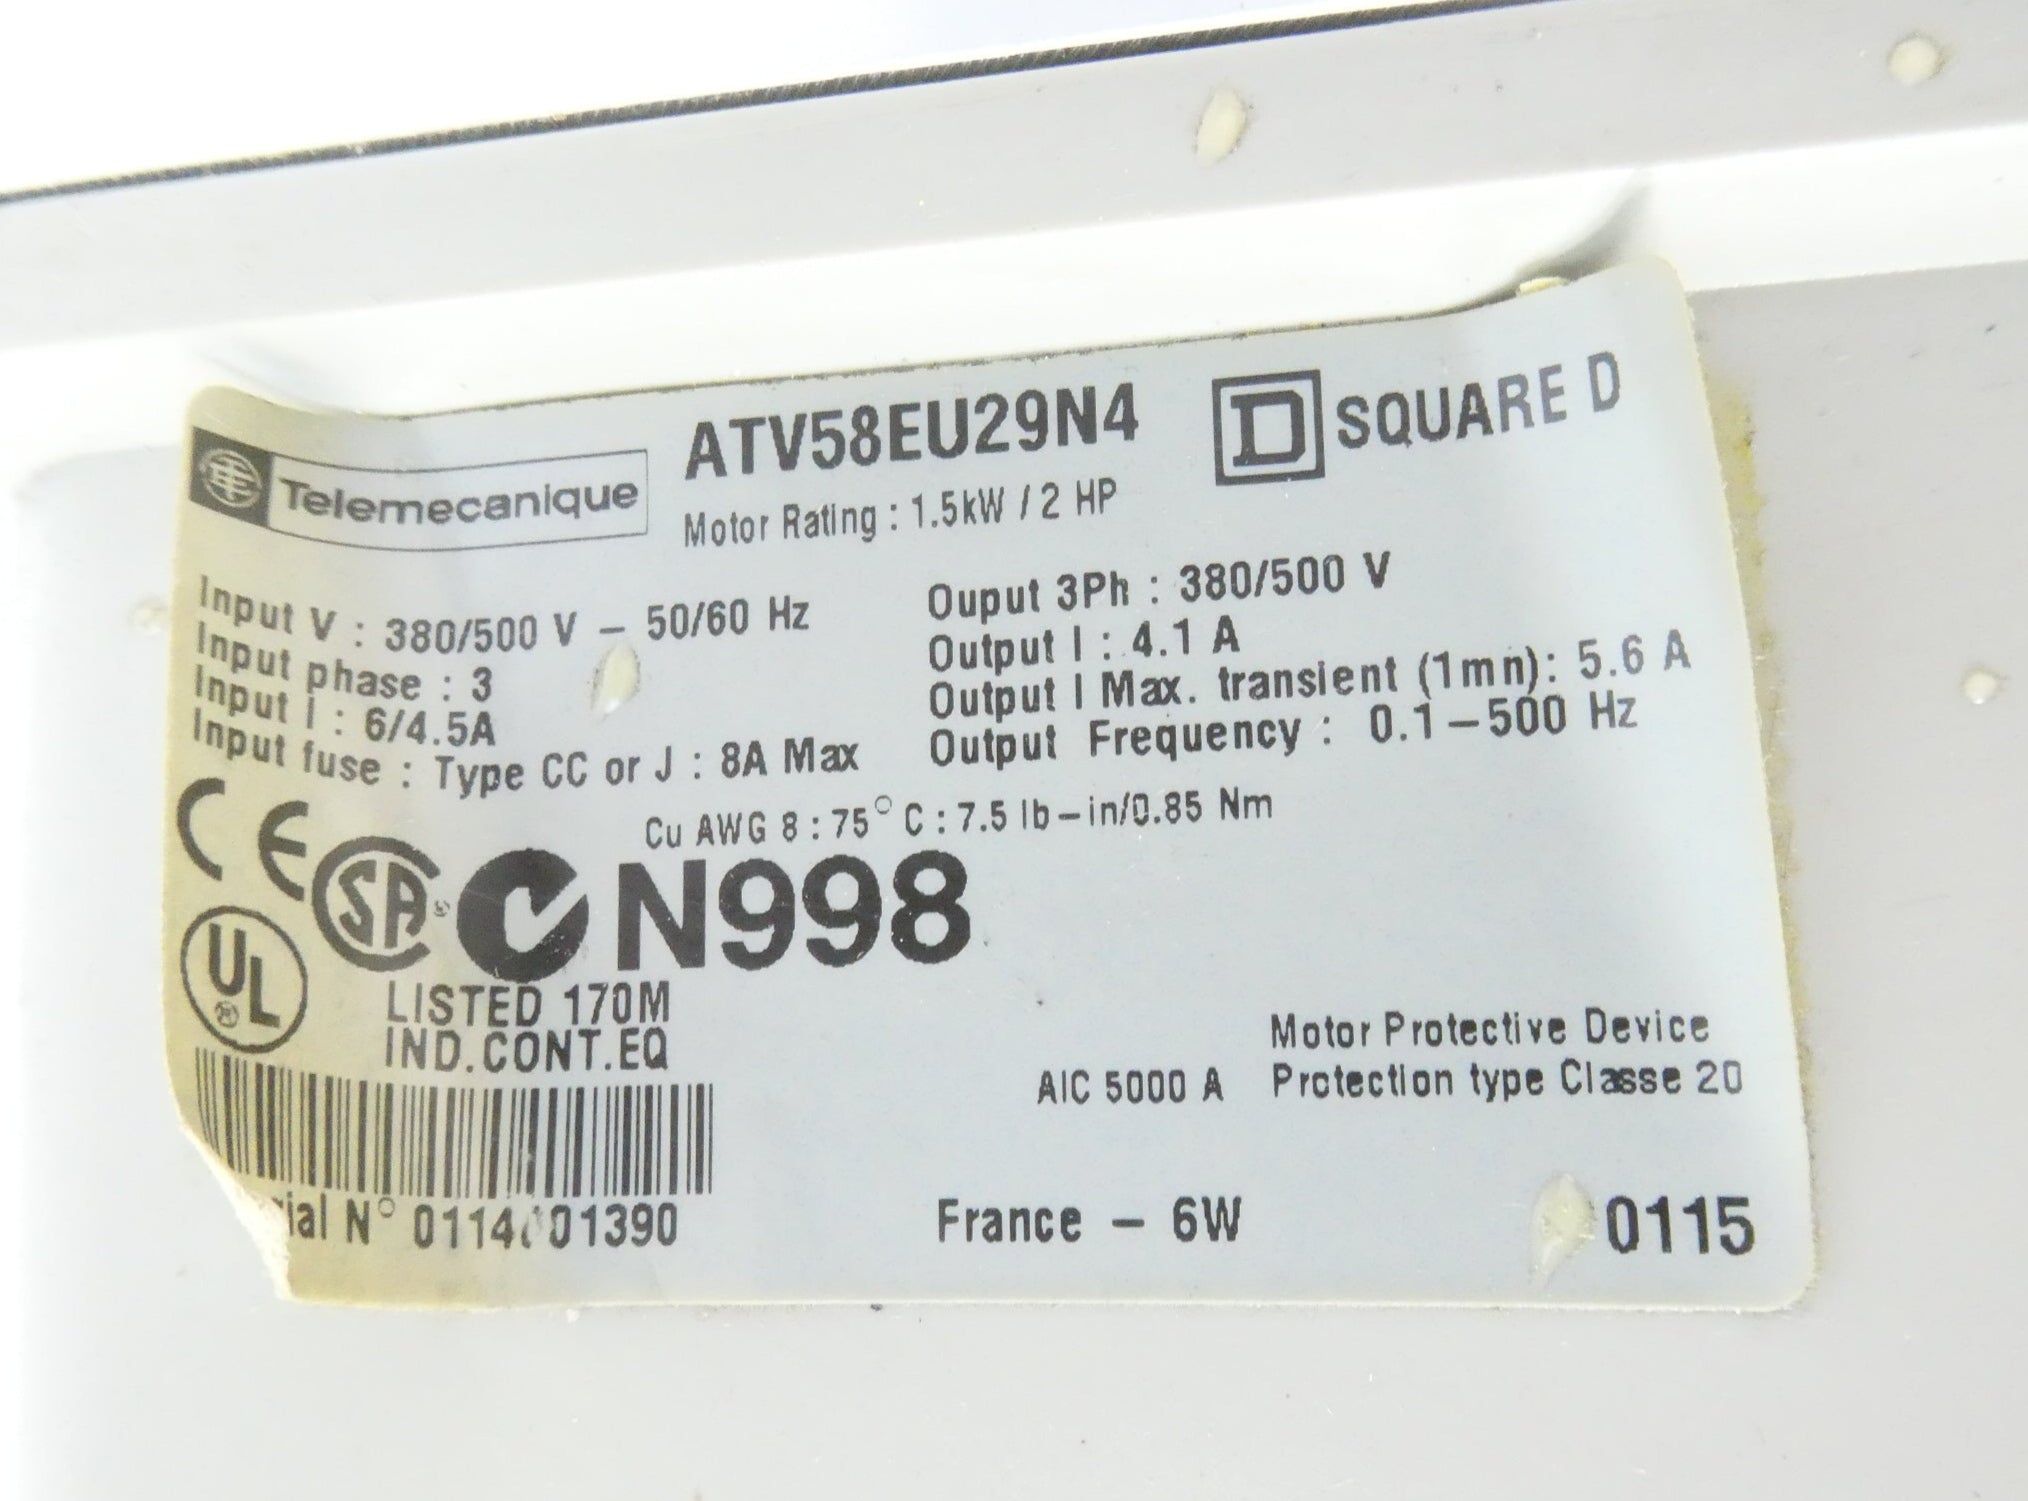 Telemecanique
ATV58EU29N4
D SQUARE D
Motor Rating : 1.5kW / 2 HP
Input V : 380/500 V – 50/60 Hz
Input phase : 3
Input I : 6/4.5A
Input fuse : Type CC or J : 8A Max
Ouput 3Ph : 380/500 V
Output I : 4.1 A
Output I Max. transient (1mn): 5.6 A
Output Frequency : 0.1–500 Hz
Cu AWG 8 : 75° C : 7.5 lb–in/0.85 Nm
CE SA N998
UL
LISTED 170M
IND.CONT.EQ
Motor Protective Device
AIC 5000 A Protection type Classe 20
N°
France – 6W
0115